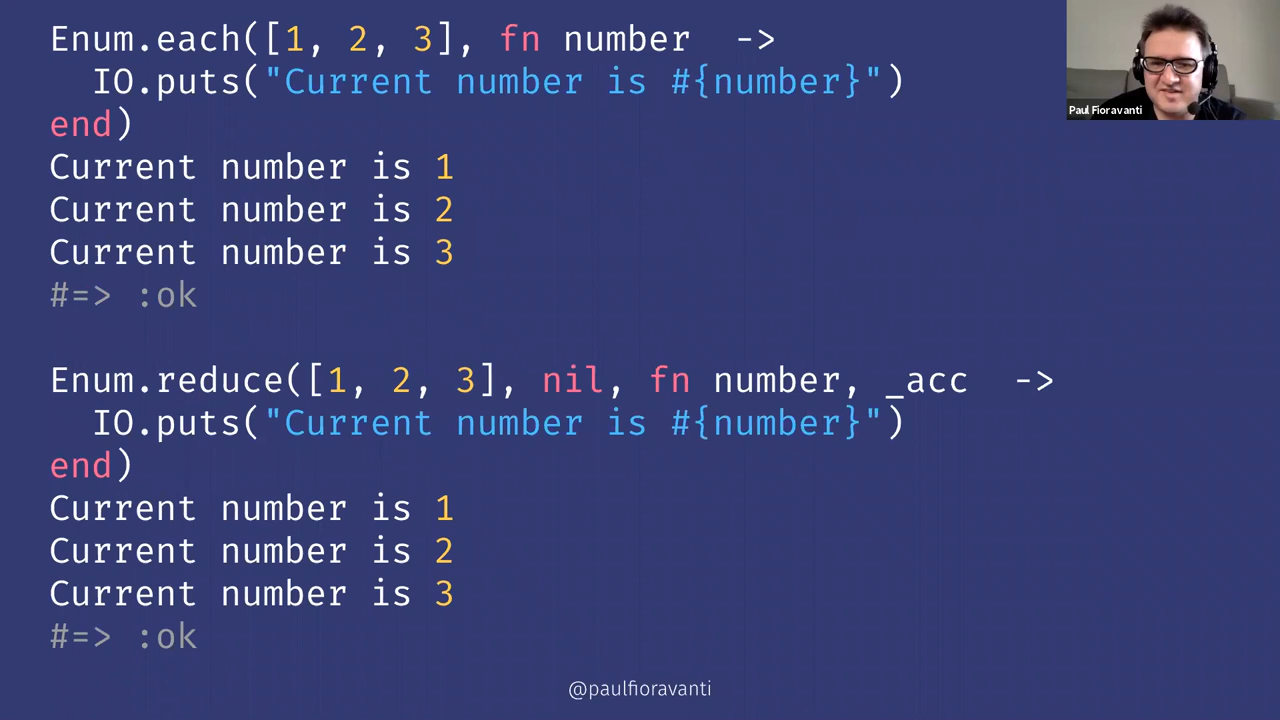 Enum.each([1, 2, 3], fn number ->
  IO.puts("Current number is #{number}")
end)
Current number is 1
Current number is 2
Current number is 3
#=> :ok
Enum.reduce([1, 2, 3], nil, fn number, _acc ->
  IO.puts("Current number is #{number}")
end)
Current number is 1
Current number is 2
Current number is 3
#=> :ok
@paulfioravanti
Paul Fioravanti